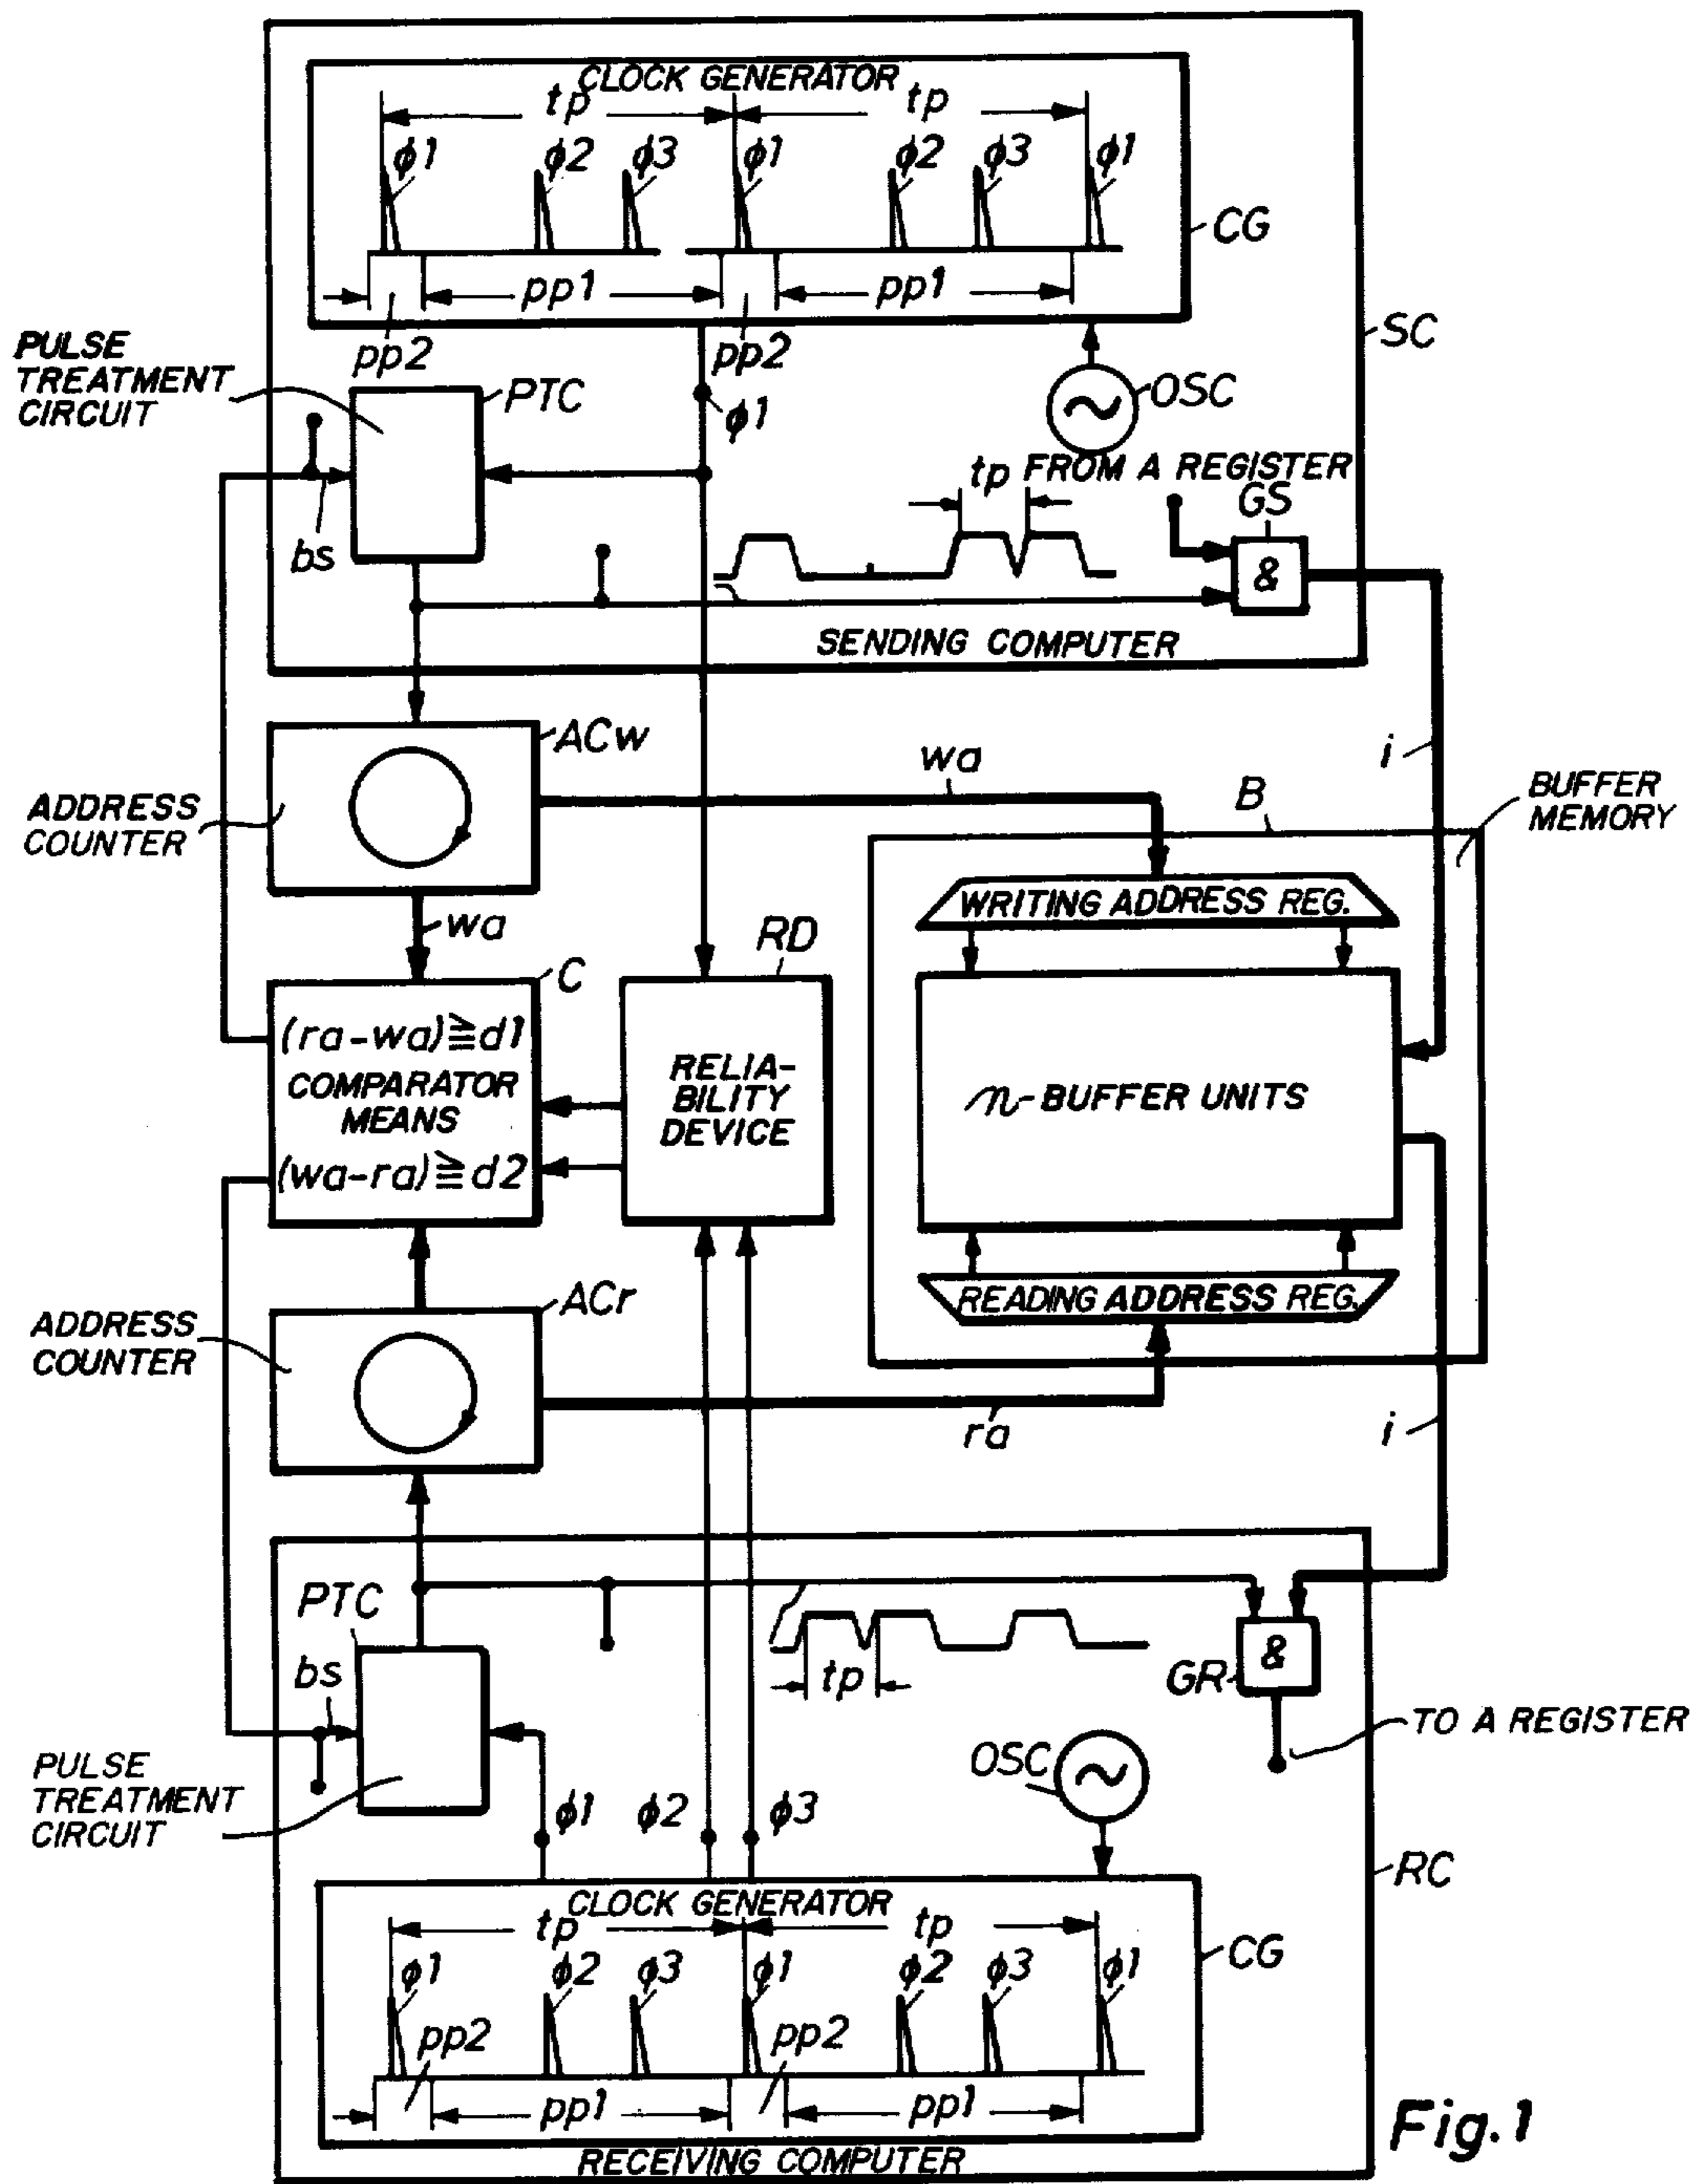 CLOCK GENERATOR
tp tp
φ1 φ2 φ3 φ1 φ2 φ3 φ1
CG
pp1 pp1
pp2 pp2
SC
PULSE
TREATMENT
CIRCUIT
PTC
φ1
OSC
tp FROM A REGISTER
GS
bs
&
SENDING COMPUTER
ACw
wa
i
ADDRESS
COUNTER
B
BUFFER
MEMORY
WRITING ADDRESS REG.
wa
RD
C
(ra-wa)≧d1
COMPARATOR
MEANS
(wa-ra)≧d2
RELIA-
BILITY
DEVICE
n-BUFFER UNITS
ACr
READING ADDRESS REG.
ADDRESS
COUNTER
ra
i
PTC
bs
tp
&
GR
TO A REGISTER
PULSE
TREATMENT
CIRCUIT
OSC
φ1 φ2 φ3
RC
CLOCK GENERATOR
tp tp
CG
φ1 φ2 φ3 φ1 φ2 φ3 φ1
pp2 pp2
pp1 pp1
RECEIVING COMPUTER
Fig.1